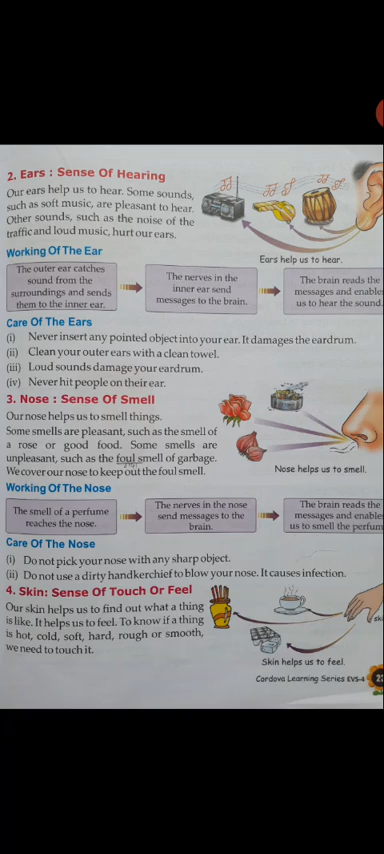 2. Ears : Sense Of Hearing
Our ears help us to hear. Some sounds,
such as soft music, are pleasant to hear.
Other sounds, such as the noise of the
traffic and loud music, hurt our ears.
Ears help us to hear.
Working Of The Ear
The outer ear catches
sound from the
surroundings and sends
them to the inner ear.
The nerves in the
inner ear send
messages to the brain.
The brain reads the
messages and enable
us to hear the sound.
Care Of The Ears
(i) Never insert any pointed object into your ear. It damages the eardrum.
(ii) Clean your outer ears with a clean towel.
(iii) Loud sounds damage your eardrum.
(iv) Never hit people on their ear.
3. Nose : Sense Of Smell
Our nose helps us to smell things.
Some smells are pleasant, such as the smell of
a rose or good food. Some smells are
unpleasant, such as the foul smell of garbage.
We cover our nose to keep out the foul smell.
Nose helps us to smell.
Working Of The Nose
The smell of a perfume
reaches the nose.
The nerves in the nose
send messages to the
brain.
The brain reads the
messages and enable
us to smell the perfum
Care Of The Nose
(i) Do not pick your nose with any sharp object.
(ii) Do not use a dirty handkerchief to blow your nose. It causes infection.
4. Skin: Sense Of Touch Or Feel
Our skin helps us to find out what a thing
is like. It helps us to feel. To know if a thing
is hot, cold, soft, hard, rough or smooth,
we need to touch it.
Skin helps us to feel.
Cordova Learning Series EVS-4